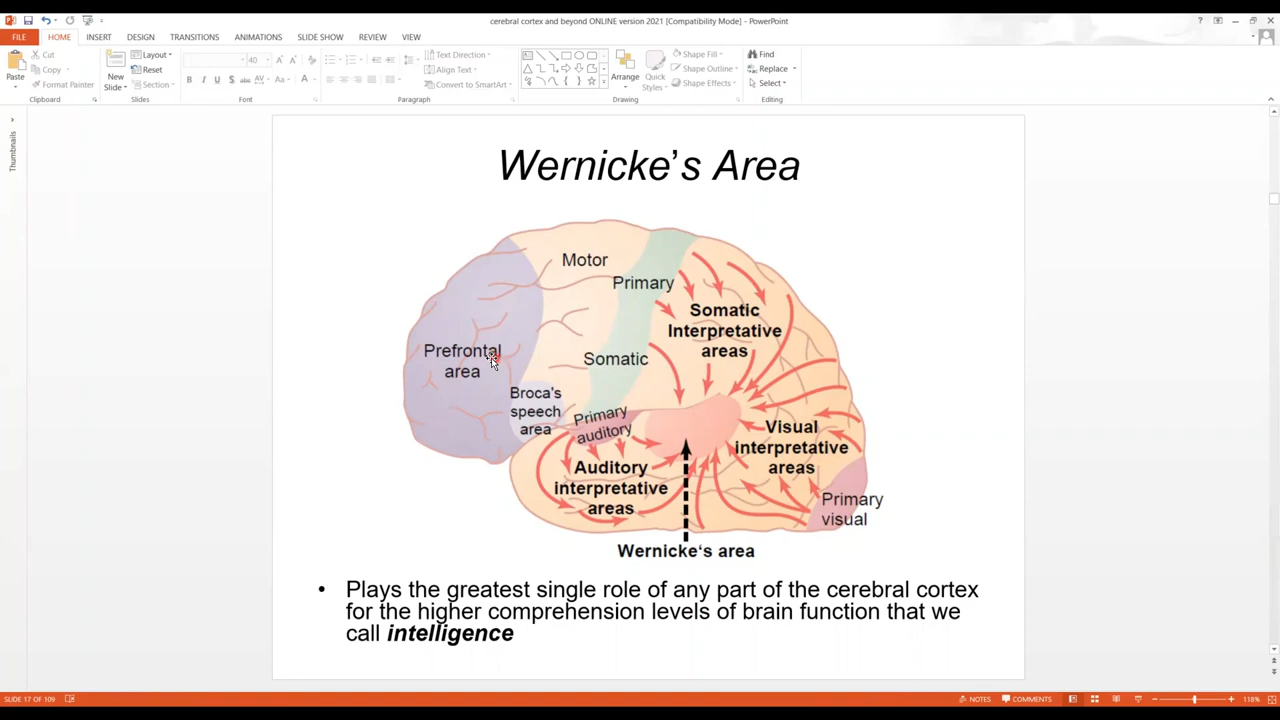 cerebral cortex and beyond ONLINE version 2021 [Compatibility Mode] - PowerPoint
FILE HOME INSERT DESIGN TRANSITIONS ANIMATIONS SLIDE SHOW REVIEW VIEW
Paste
Cut
Copy
Format Painter
Clipboard
New
Slide
Layout
Reset
Section
Slides
40
Font
Paragraph
Text Direction
Align Text
Convert to SmartArt
Arrange
Quick
Styles
Shape Fill
Shape Outline
Shape Effects
Drawing
Find
Replace
Select
Editing
Thumbnails
Wernicke’s Area
Motor
Primary
Somatic
Interpretative
areas
Somatic
Prefrontal
area
Broca's
speech
area
Primary
auditory
Visual
interpretative
areas
Auditory
interpretative
areas
Primary
visual
Wernicke‘s area
• Plays the greatest single role of any part of the cerebral cortex
for the higher comprehension levels of brain function that we
call intelligence
SLIDE 17 OF 109
NOTES COMMENTS 118%